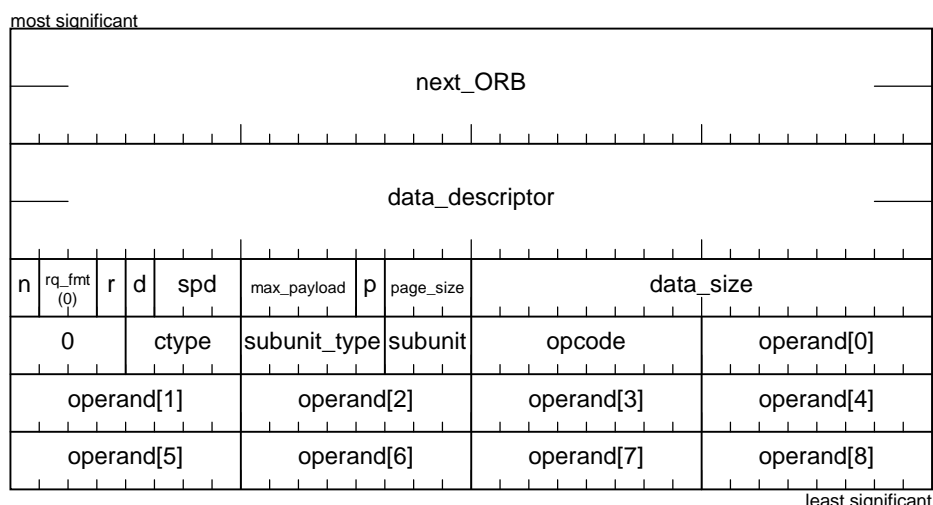 most significant
next_ORB
data_descriptor
n rq_fmt (0) r d spd max_payload p page_size data_size
0 ctype subunit_type subunit opcode operand[0]
operand[1] operand[2] operand[3] operand[4]
operand[5] operand[6] operand[7] operand[8]
least significant